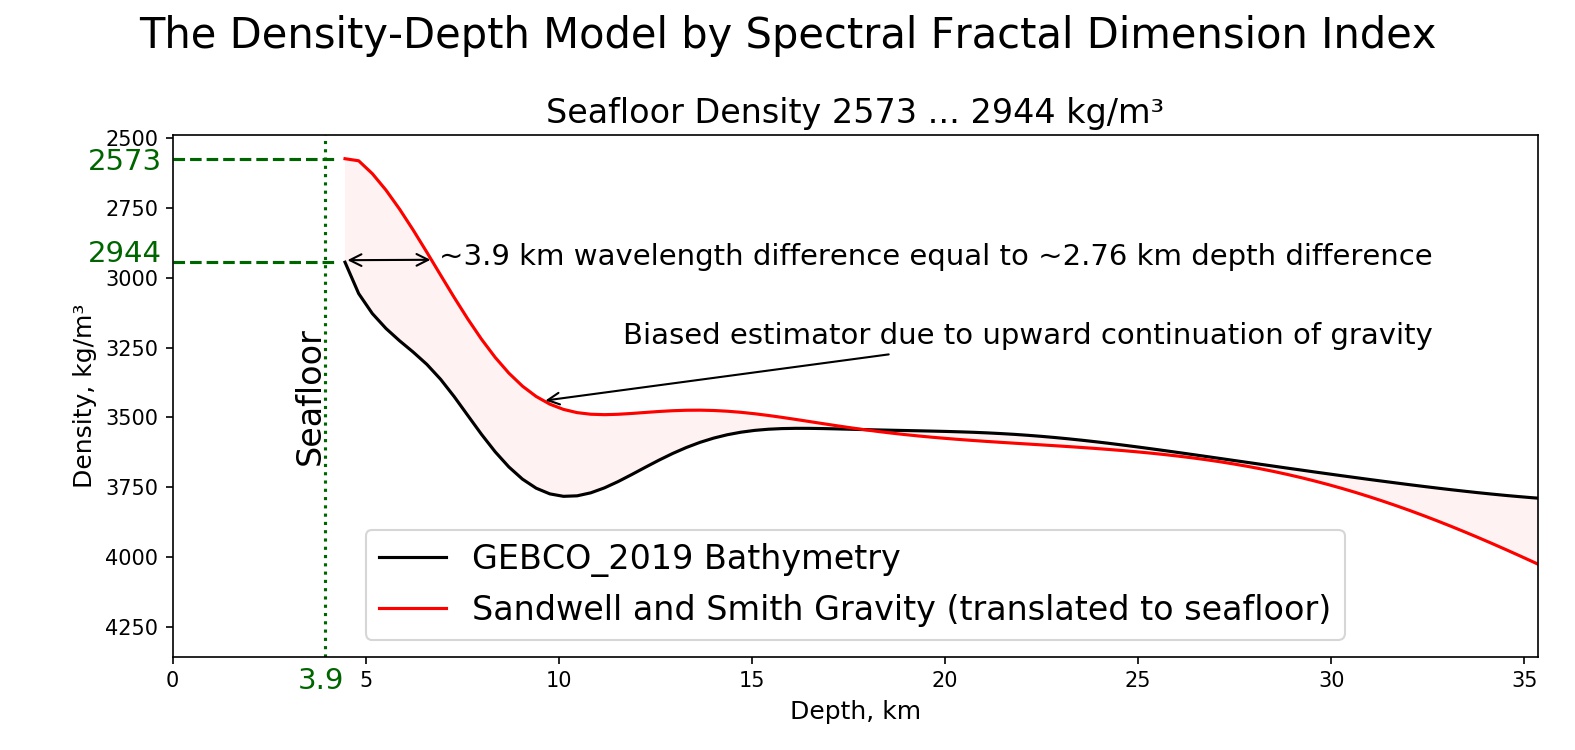 The Density-Depth Model by Spectral Fractal Dimension Index
Seafloor Density 2573 ... 2944 kg/m³
2500
2573
2750
2944
3000
3250
3500
3750
4000
4250
Density, kg/m³
Seafloor
~3.9 km wavelength difference equal to ~2.76 km depth difference
Biased estimator due to upward continuation of gravity
GEBCO_2019 Bathymetry
Sandwell and Smith Gravity (translated to seafloor)
0 3.9 5 10 15 20 25 30 35
Depth, km